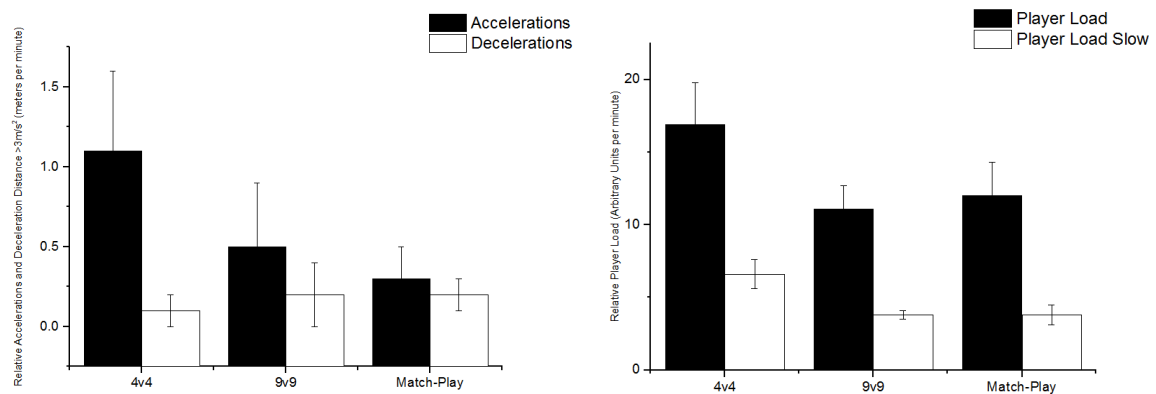 Accelerations
Decelerations
Relative Accelerations and Deceleration Distance >3m/s² (meters per minute)
1.5
1.0
0.5
0.0
4v4
9v9
Match-Play
Player Load
Player Load Slow
Relative Player Load (Arbitrary Units per minute)
20
10
0
4v4
9v9
Match-Play